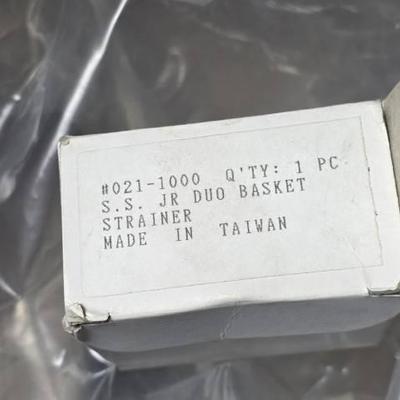 #021-1000 Q'TY: 1 PC
S.S. JR DUO BASKET
STRAINER
MADE IN TAIWAN